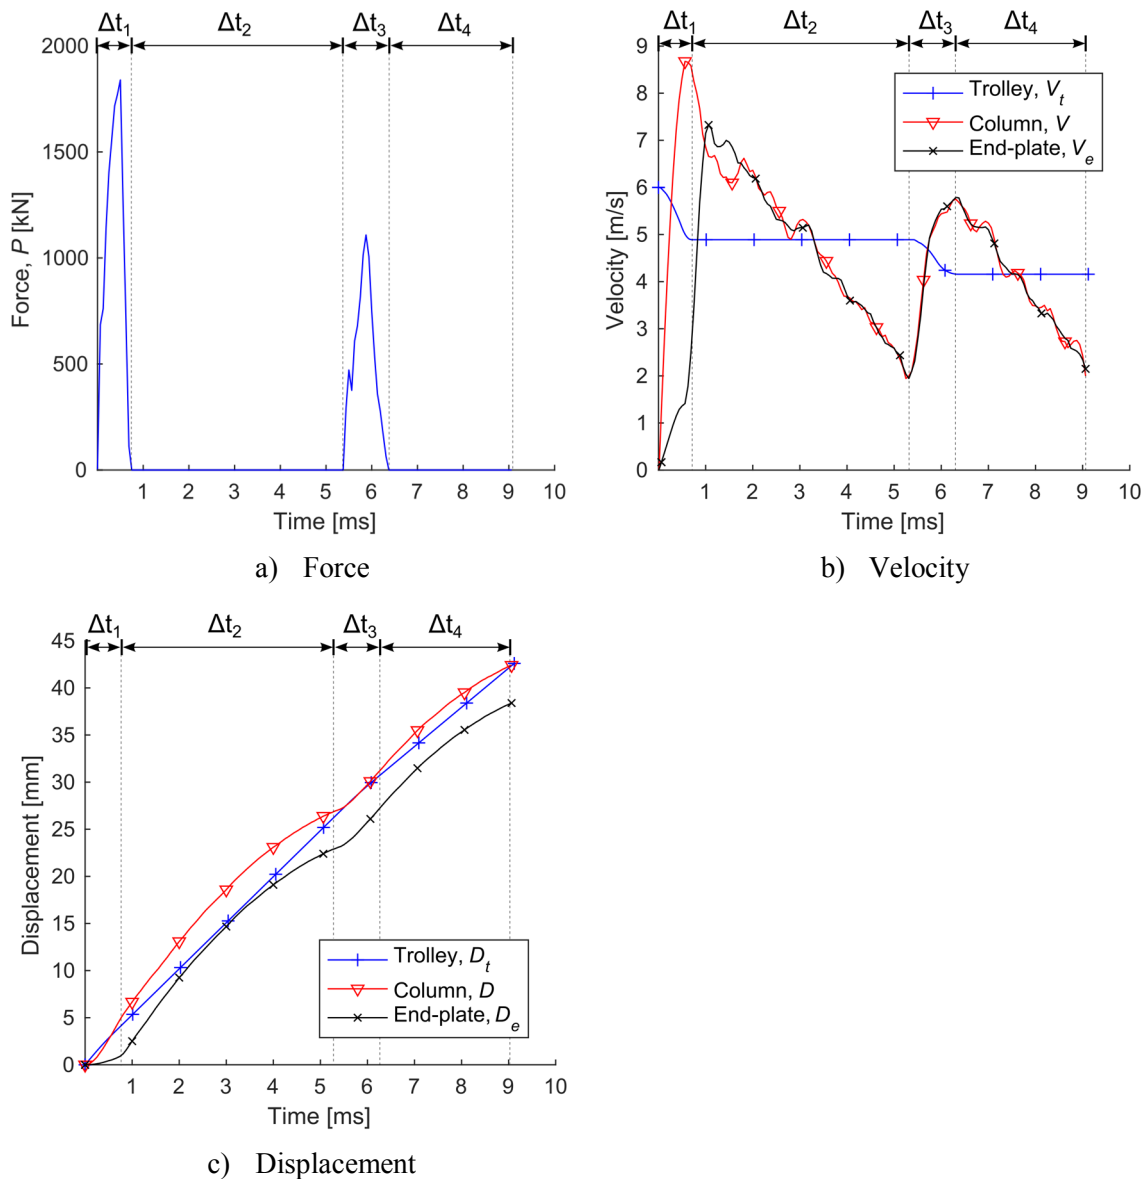 Δt1 Δt2 Δt3 Δt4
2000
1500
1000
500
0
Force, P [kN]
1 2 3 4 5 6 7 8 9 10
Time [ms]
a) Force
Δt1 Δt2 Δt3 Δt4
9
8
7
6
5
4
3
2
1
0
Velocity [m/s]
Trolley, Vt
Column, V
End-plate, Ve
1 2 3 4 5 6 7 8 9 10
Time [ms]
b) Velocity
Δt1 Δt2 Δt3 Δt4
45
40
35
30
25
20
15
10
5
0
Displacement [mm]
Trolley, Dt
Column, D
End-plate, De
1 2 3 4 5 6 7 8 9 10
Time [ms]
c) Displacement